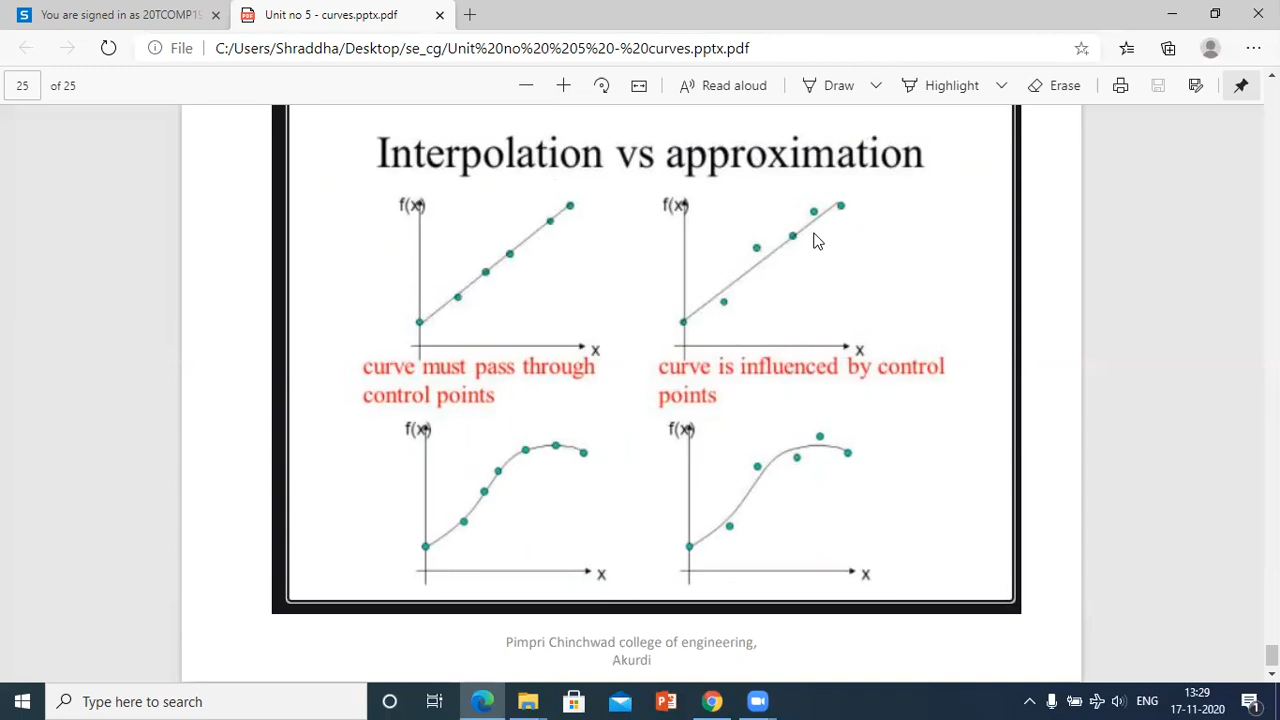 You are signed in as 20TCOMP19
Unit no 5 - curves.pptx.pdf
File
C:/Users/Shraddha/Desktop/se_cg/Unit%20no%20%205%20-%20curves.pptx.pdf
25
of 25
Read aloud
Draw
Highlight
Erase
Interpolation vs approximation
f(x)
f(x)
x
x
curve must pass through
control points
curve is influenced by control
points
f(x)
f(x)
x
x
Pimpri Chinchwad college of engineering,
Akurdi
Type here to search
ENG
13:29
17-11-2020
1